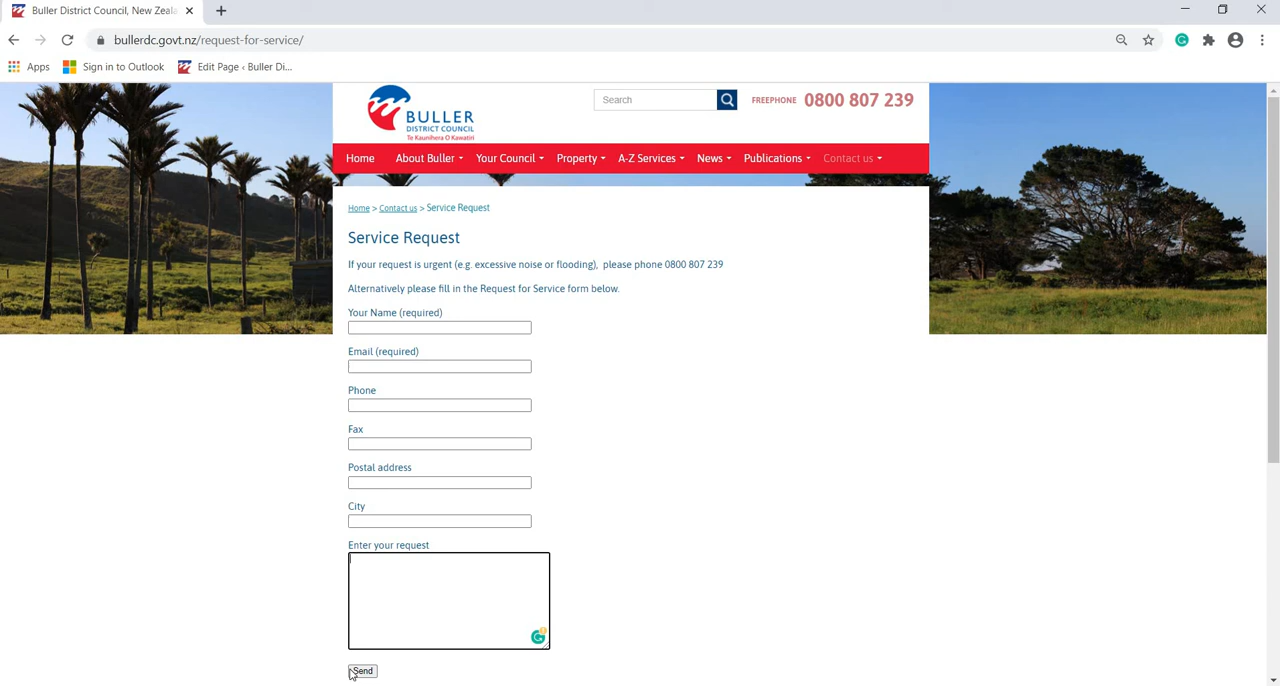 Buller District Council, New Zeala
bullerdc.govt.nz/request-for-service/
Apps Sign in to Outlook Edit Page ‹ Buller Di...
BULLER
DISTRICT COUNCIL
Te Kaunihera O Kawatiri
Search FREEPHONE 0800 807 239
Home About Buller Your Council Property A-Z Services News Publications Contact us
Home > Contact us > Service Request
Service Request
If your request is urgent (e.g. excessive noise or flooding), please phone 0800 807 239
Alternatively please fill in the Request for Service form below.
Your Name (required)
Email (required)
Phone
Fax
Postal address
City
Enter your request
Send